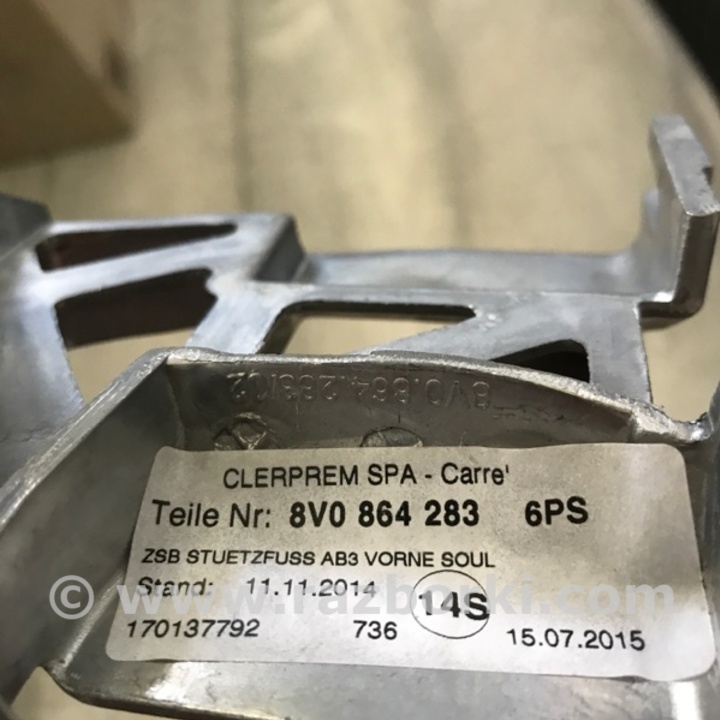 8V0.864.283/02
CLERPREM SPA - Carre'
Teile Nr: 8V0 864 283 6PS
ZSB STUETZFUSS AB3 VORNE SOUL
Stand: 11.11.2014 14S
© www.razborki.com
170137792 736 15.07.2015